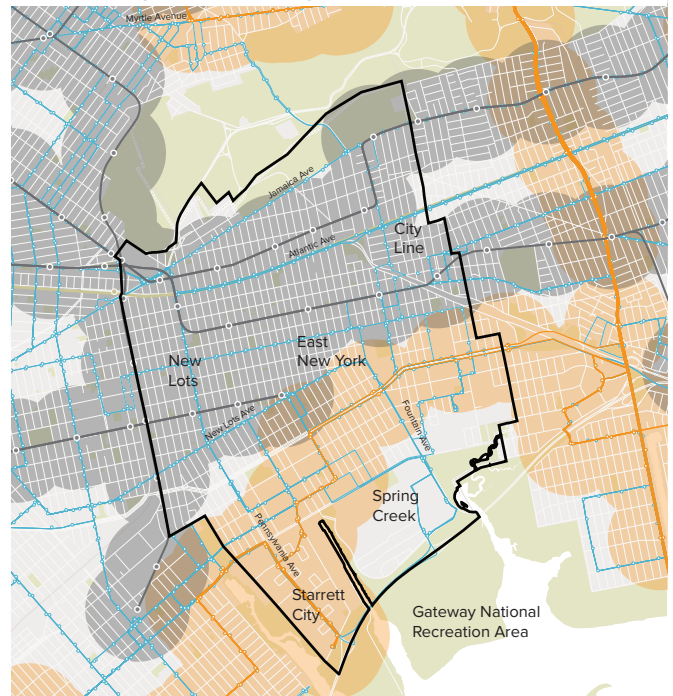 Myrtle Avenue
Jamaica Ave
City
Line
Atlantic Ave
East
New York
New
Lots
New Lots Ave
Fountain Ave
Spring
Creek
Pennsylvania Ave
Starrett
City
Gateway National
Recreation Area